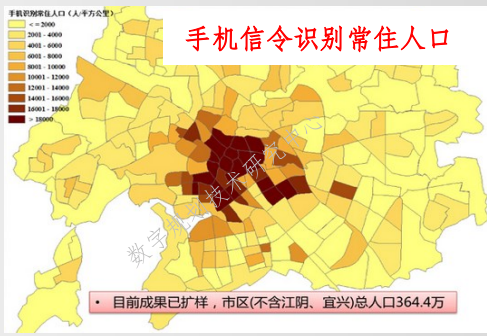 手机识别常住人口（人/平方公里）
手机信令识别常住人口
<= 2000
2001 - 4000
4001 - 6000
6001 - 8000
8001 - 10000
10001 - 12000
12001 - 14000
14001 - 16000
16001 - 18000
> 18000
• 目前成果已扩样，市区(不含江阴、宜兴)总人口364.4万